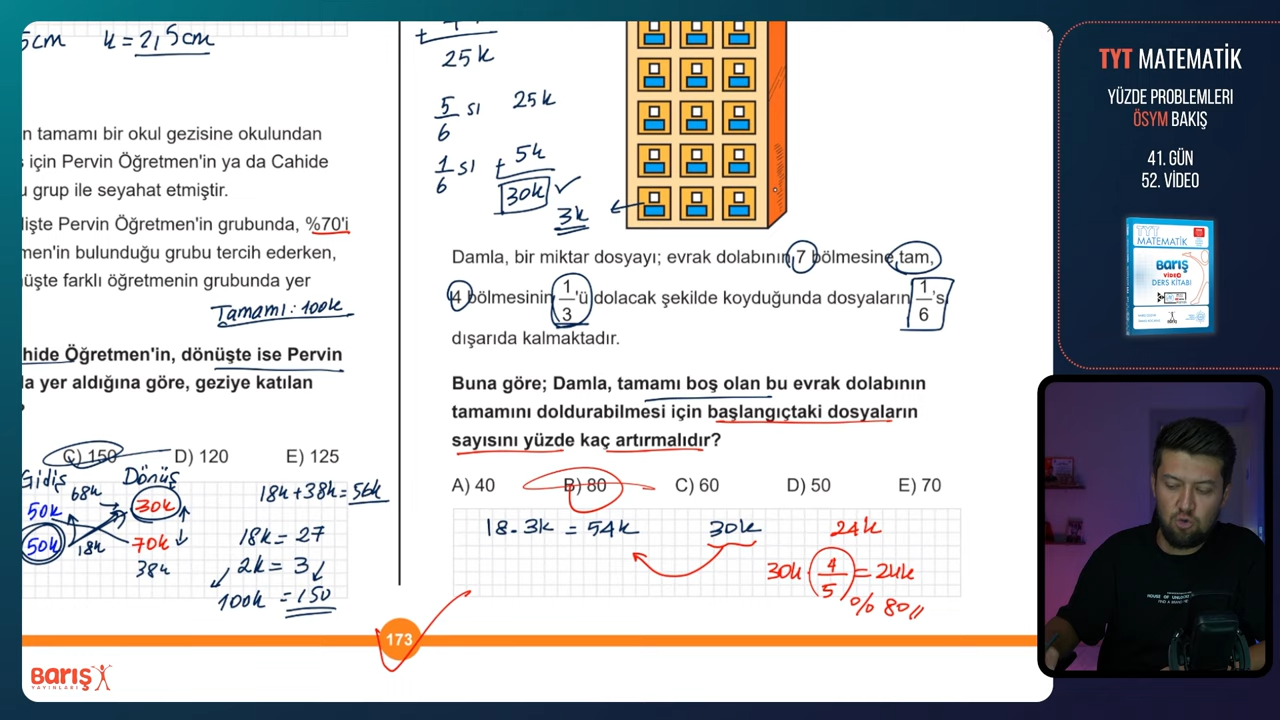 5cm k = 2,5cm
n tamamı bir okul gezisine okulundan
için Pervin Öğretmen'in ya da Cahide
u grup ile seyahat etmiştir.
lişte Pervin Öğretmen'in grubunda, %70'i
men'in bulunduğu grubu tercih ederken,
nüşte farklı öğretmenin grubunda yer
Tamamı: 100k
hide Öğretmen'in, dönüşte ise Pervin
la yer aldığına göre, geziye katılan
?
C) 150 D) 120 E) 125
Gidiş Dönüş
68k
50k 30k
50k 18k 70k
38k
18k + 38k = 56k
18k = 27
2k = 3
100k = 150
25k
5/6 sı 25k
1/6 sı + 5k
30k
3k
Damla, bir miktar dosyayı; evrak dolabının 7 bölmesine tam,
4 bölmesinin 1/3'ü dolacak şekilde koyduğunda dosyaların 1/6's
dışarıda kalmaktadır.
Buna göre; Damla, tamamı boş olan bu evrak dolabının
tamamını doldurabilmesi için başlangıçtaki dosyaların
sayısını yüzde kaç artırmalıdır?
A) 40 B) 80 C) 60 D) 50 E) 70
18 . 3k = 54k 30k 24k
30k . 4/5 = 24k
% 80
173
BARIŞ
YAYINLARI
TYT MATEMATİK
YÜZDE PROBLEMLERI
ÖSYM BAKIŞ
41. GÜN
52. VİDEO
TYT
MATEMATİK
BARIŞ
VİDEO
DERS KİTABI